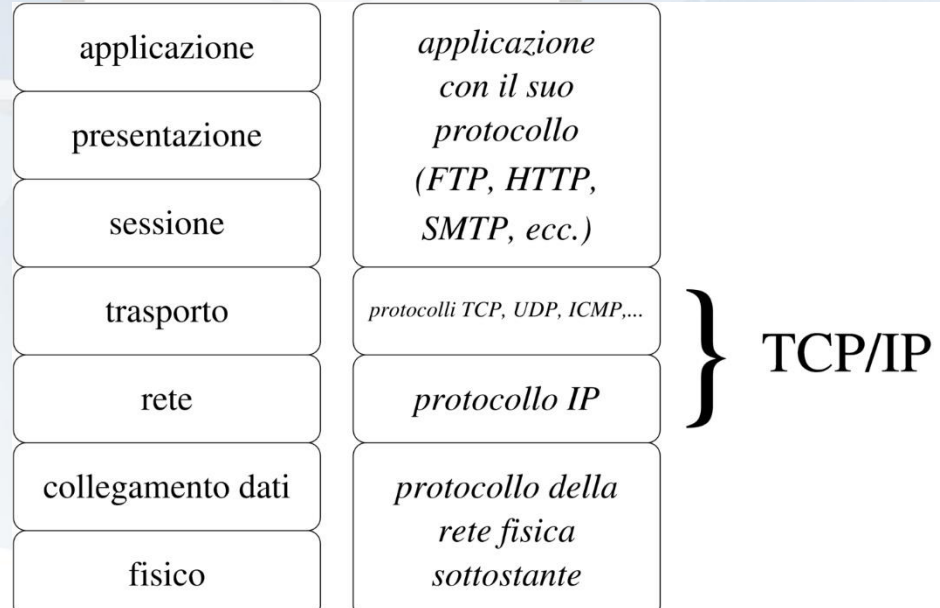 applicazione
presentazione
sessione
trasporto
rete
collegamento dati
fisico
applicazione
con il suo
protocollo
(FTP, HTTP,
SMTP, ecc.)
protocolli TCP, UDP, ICMP,...
protocollo IP
protocollo della
rete fisica
sottostante
} TCP/IP